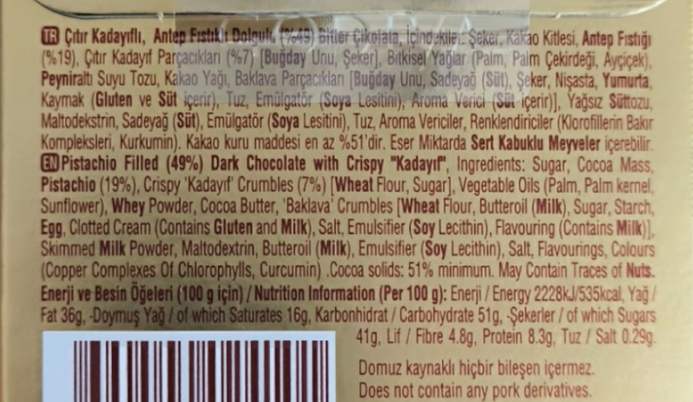 TR Çıtır Kadayıflı, Antep Fıstıklı Dolgulu (%49) Bitter Çikolata, İçindekiler: Şeker, Kakao Kitlesi, Antep Fıstığı
(%19), Çıtır Kadayıf Parçacıkları (%7) [Buğday Unu, Şeker], Bitkisel Yağlar (Palm, Palm Çekirdeği, Ayçiçek),
Peyniraltı Suyu Tozu, Kakao Yağı, Baklava Parçacıkları [Buğday Unu, Sadeyağ (Süt), Şeker, Nişasta, Yumurta,
Kaymak (Gluten ve Süt içerir), Tuz, Emülgatör (Soya Lesitini), Aroma Verici (Süt içerir)], Yağsız Süttozu,
Maltodekstrin, Sadeyağ (Süt), Emülgatör (Soya Lesitini), Tuz, Aroma Vericiler, Renklendiriciler (Klorofillerin Bakır
Kompleksleri, Kurkumin). Kakao kuru maddesi en az %51'dir. Eser Miktarda Sert Kabuklu Meyveler içerebilir.
EN Pistachio Filled (49%) Dark Chocolate with Crispy "Kadayıf", Ingredients: Sugar, Cocoa Mass,
Pistachio (19%), Crispy 'Kadayıf' Crumbles (7%) [Wheat Flour, Sugar], Vegetable Oils (Palm, Palm kernel,
Sunflower), Whey Powder, Cocoa Butter, 'Baklava' Crumbles [Wheat Flour, Butteroil (Milk), Sugar, Starch,
Egg, Clotted Cream (Contains Gluten and Milk), Salt, Emulsifier (Soy Lecithin), Flavouring (Contains Milk)],
Skimmed Milk Powder, Maltodextrin, Butteroil (Milk), Emulsifier (Soy Lecithin), Salt, Flavourings, Colours
(Copper Complexes Of Chlorophylls, Curcumin) .Cocoa solids: 51% minimum. May Contain Traces of Nuts.
Enerji ve Besin Öğeleri (100 g için) / Nutrition Information (Per 100 g): Enerji / Energy 2228kJ/535kcal, Yağ /
Fat 36g, -Doymuş Yağ / of which Saturates 16g, Karbonhidrat / Carbohydrate 51g, -Şekerler / of which Sugars
41g, Lif / Fibre 4.8g, Protein 8.3g, Tuz / Salt 0.29g.
Domuz kaynaklı hiçbir bileşen içermez.
Does not contain any pork derivatives.